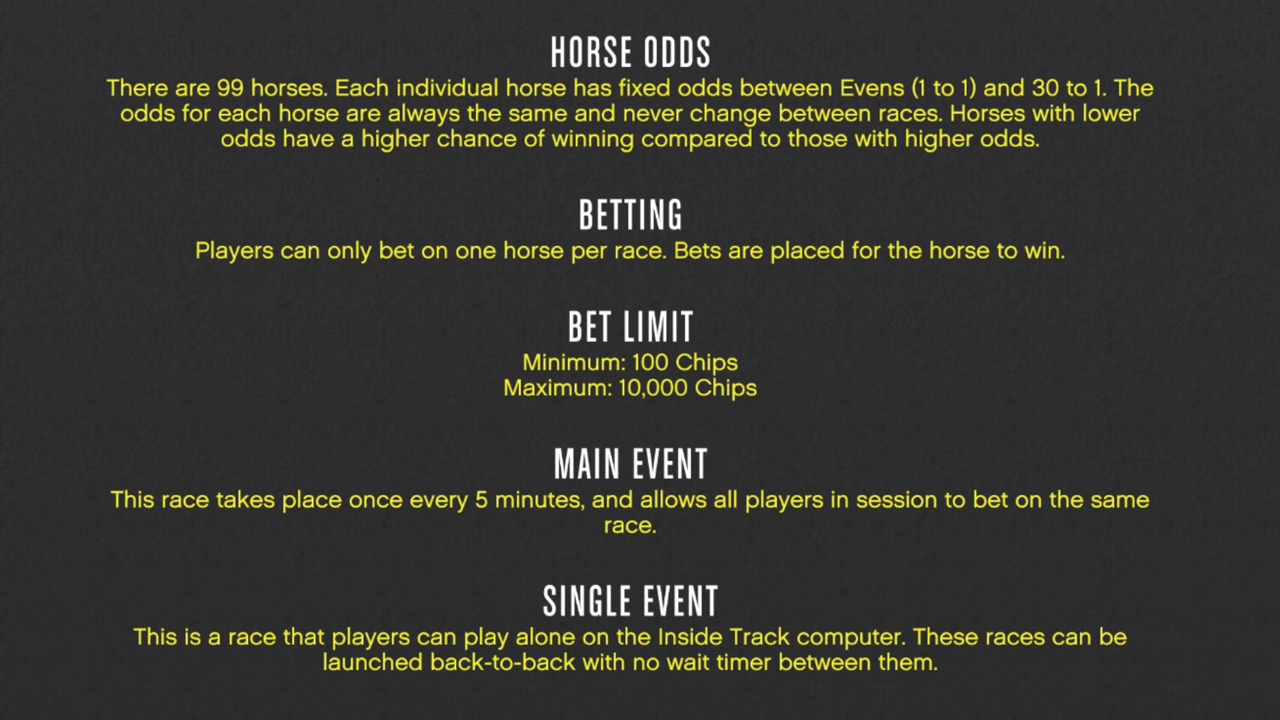 HORSE ODDS
There are 99 horses. Each individual horse has fixed odds between Evens (1 to 1) and 30 to 1. The
odds for each horse are always the same and never change between races. Horses with lower
odds have a higher chance of winning compared to those with higher odds.
BETTING
Players can only bet on one horse per race. Bets are placed for the horse to win.
BET LIMIT
Minimum: 100 Chips
Maximum: 10,000 Chips
MAIN EVENT
This race takes place once every 5 minutes, and allows all players in session to bet on the same
race.
SINGLE EVENT
This is a race that players can play alone on the Inside Track computer. These races can be
launched back-to-back with no wait timer between them.